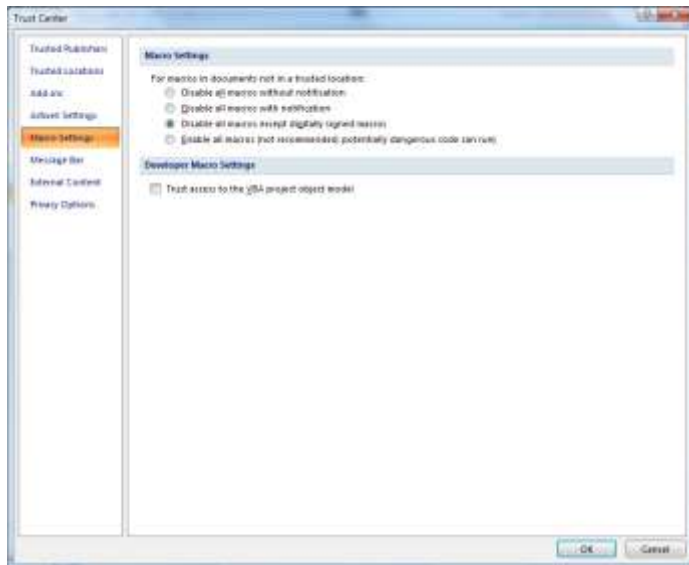 Trust Center
Trusted Publishers
Trusted Locations
Add-ins
ActiveX Settings
Macro Settings
Message Bar
External Content
Privacy Options
Macro Settings
For macros in documents not in a trusted location:
Disable all macros without notification
Disable all macros with notification
Disable all macros except digitally signed macros
Enable all macros (not recommended; potentially dangerous code can run)
Developer Macro Settings
Trust access to the VBA project object model
OK
Cancel